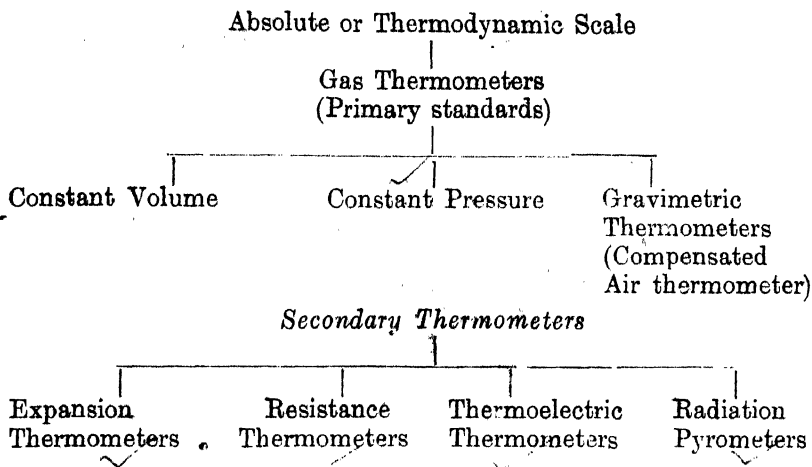 Absolute or Thermodynamic Scale
Gas Thermometers
(Primary standards)
Constant Volume Constant Pressure Gravimetric
Thermometers
(Compensated
Air thermometer)
Secondary Thermometers
Expansion Resistance Thermoelectric Radiation
Thermometers Thermometers Thermometers Pyrometers